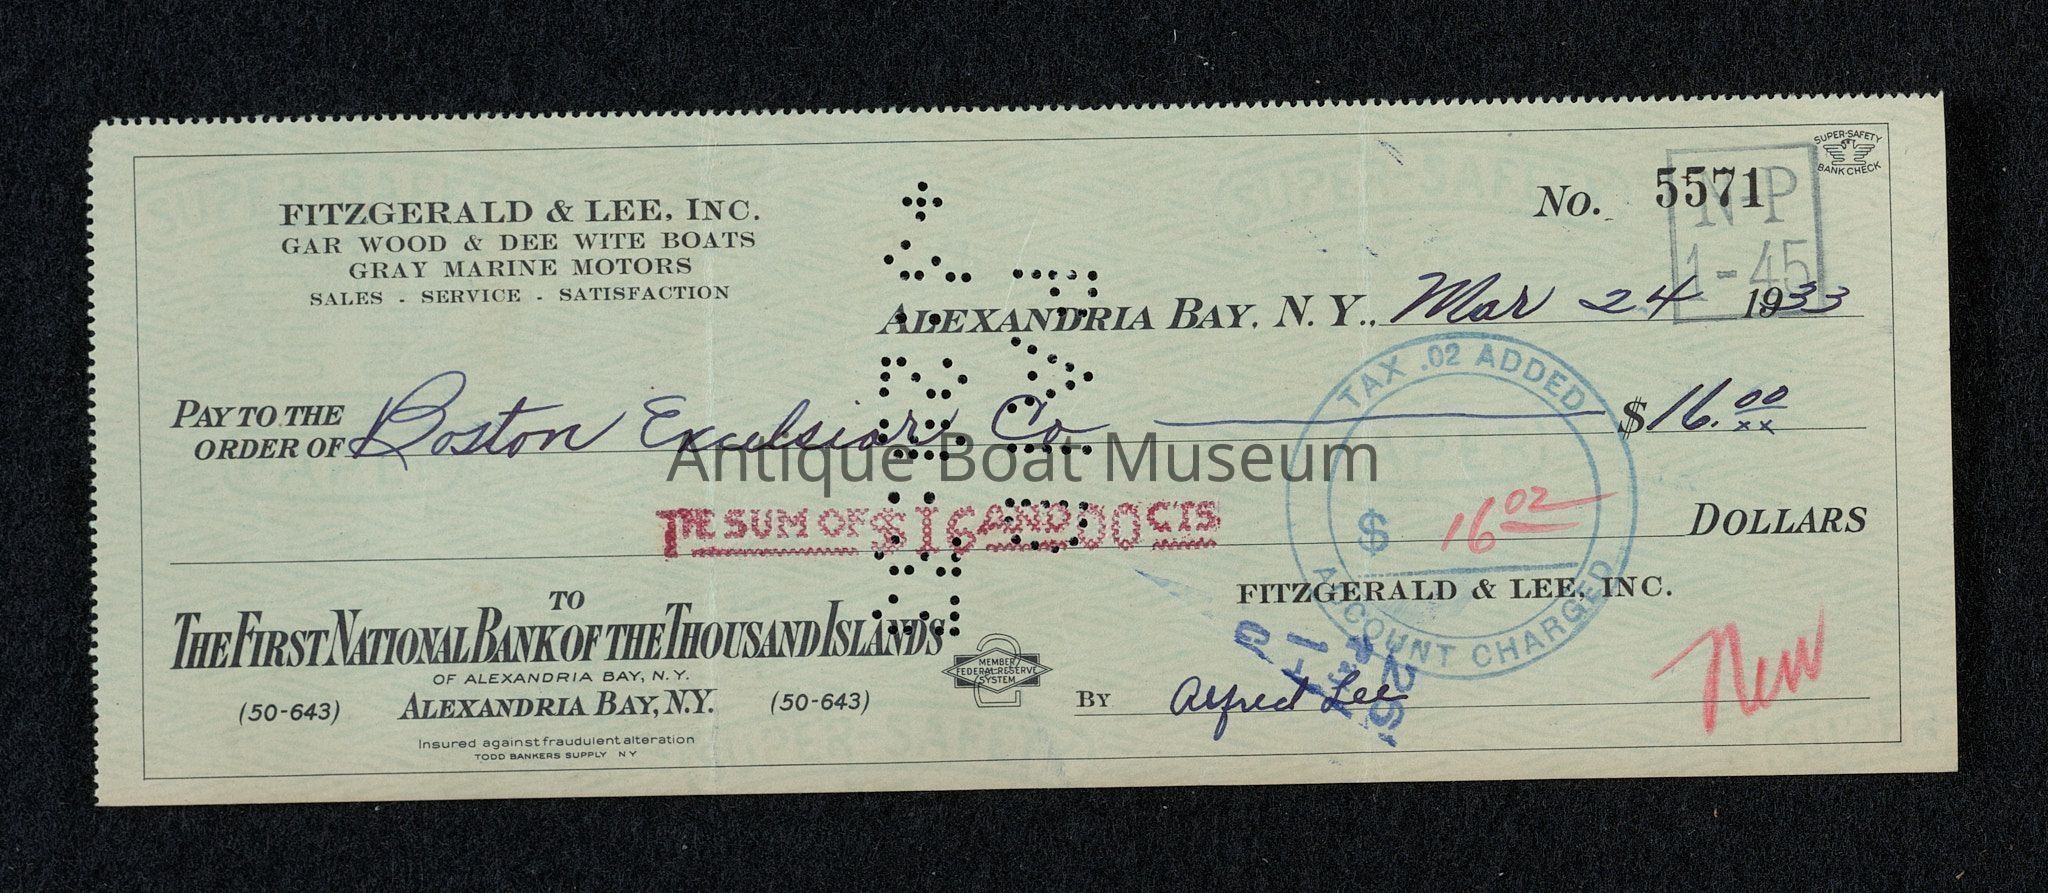 SUPER-SAFETY
BANK CHECK
FITZGERALD & LEE, INC.
GAR WOOD & DEE WITE BOATS
GRAY MARINE MOTORS
SALES - SERVICE - SATISFACTION
NO. 5571
N-P
1-45
ALEXANDRIA BAY, N. Y., Mar 24 1933
TAX .02 ADDED
PAY TO THE
ORDER OF Boston Excelsior Co. $16.00
xx
Antique Boat Museum
THE SUM OF $16 AND 00 CTS DOLLARS
$ 16 02
ACCOUNT CHARGED
FITZGERALD & LEE, INC.
TO
THE FIRST NATIONAL BANK OF THE THOUSAND ISLANDS
OF ALEXANDRIA BAY, N.Y.
(50-643) ALEXANDRIA BAY, N.Y. (50-643)
MEMBER
FEDERAL RESERVE
SYSTEM
BY Alfred Lee
New
Insured against fraudulent alteration
TODD BANKERS SUPPLY NY